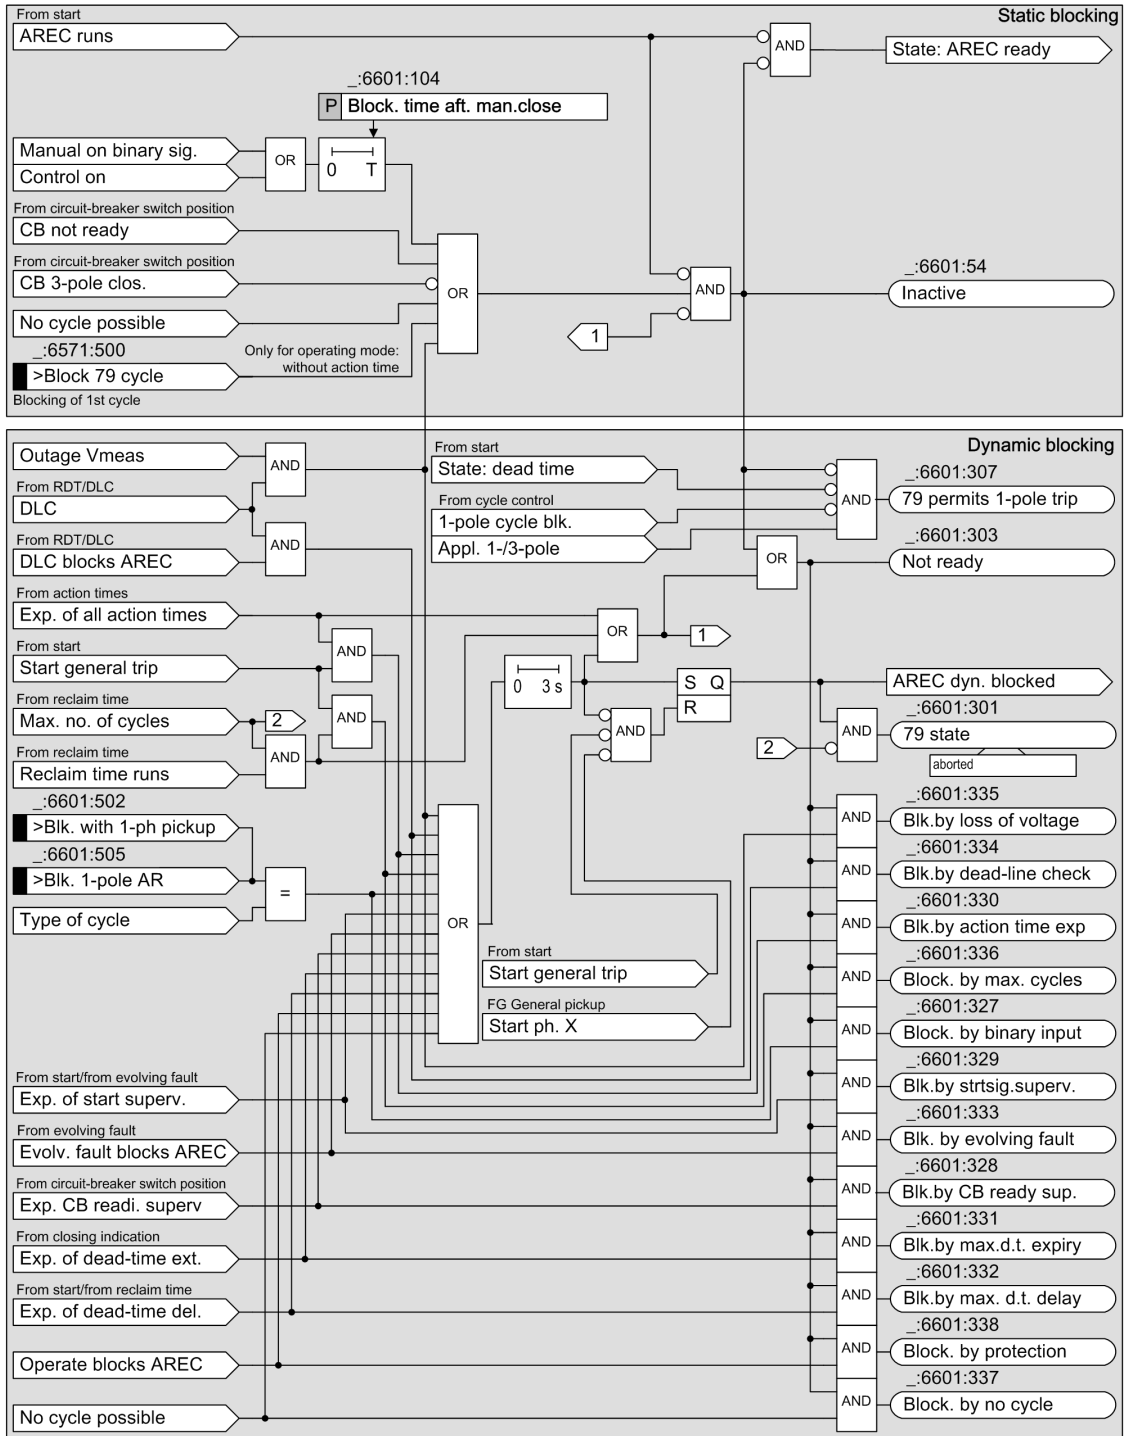 Static blocking
From start
AREC runs
AND
State: AREC ready
_:6601:104
P Block. time aft. man.close
Manual on binary sig.
Control on
OR
0 T
From circuit-breaker switch position
CB not ready
From circuit-breaker switch position
CB 3-pole clos.
OR
AND
_:6601:54
Inactive
No cycle possible
1
_:6571:500
>Block 79 cycle
Blocking of 1st cycle
Only for operating mode:
without action time
Dynamic blocking
Outage Vmeas
AND
From RDT/DLC
DLC
AND
From RDT/DLC
DLC blocks AREC
From start
State: dead time
From cycle control
1-pole cycle blk.
Appl. 1-/3-pole
AND
_:6601:307
79 permits 1-pole trip
OR
_:6601:303
Not ready
From action times
Exp. of all action times
OR
1
From start
Start general trip
AND
From reclaim time
Max. no. of cycles
2
AND
AND
From reclaim time
Reclaim time runs
0 3 s
S Q
R
AND
AREC dyn. blocked
2
AND
_:6601:301
79 state
aborted
_:6601:502
>Blk. with 1-ph pickup
_:6601:505
>Blk. 1-pole AR
Type of cycle
=
OR
From start
Start general trip
FG General pickup
Start ph. X
AND
_:6601:335
Blk.by loss of voltage
AND
_:6601:334
Blk.by dead-line check
AND
_:6601:330
Blk.by action time exp
AND
_:6601:336
Block. by max. cycles
AND
_:6601:327
Block. by binary input
From start/from evolving fault
Exp. of start superv.
AND
_:6601:329
Blk.by strtsig.superv.
From evolving fault
Evolv. fault blocks AREC
AND
_:6601:333
Blk. by evolving fault
From circuit-breaker switch position
Exp. CB readi. superv
AND
_:6601:328
Blk.by CB ready sup.
From closing indication
Exp. of dead-time ext.
AND
_:6601:331
Blk.by max.d.t. expiry
From start/from reclaim time
Exp. of dead-time del.
AND
_:6601:332
Blk.by max. d.t. delay
Operate blocks AREC
AND
_:6601:338
Block. by protection
No cycle possible
AND
_:6601:337
Block. by no cycle